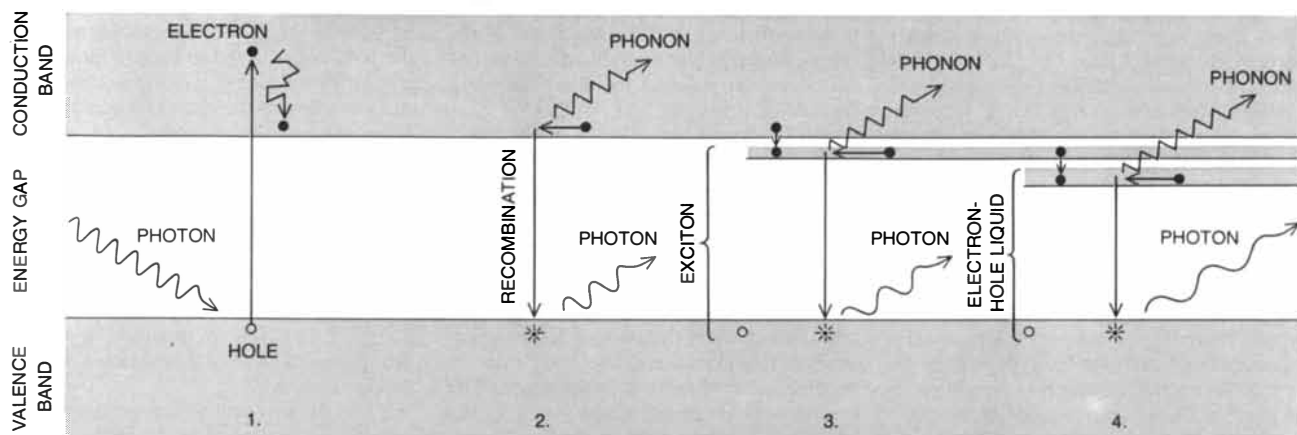 CONDUCTION
BAND
ENERGY GAP
VALENCE
BAND
ELECTRON
PHOTON
HOLE
1.
PHONON
RECOMBINATION
PHOTON
2.
PHONON
EXCITON
PHOTON
3.
PHONON
ELECTRON-
HOLE LIQUID
PHOTON
4.